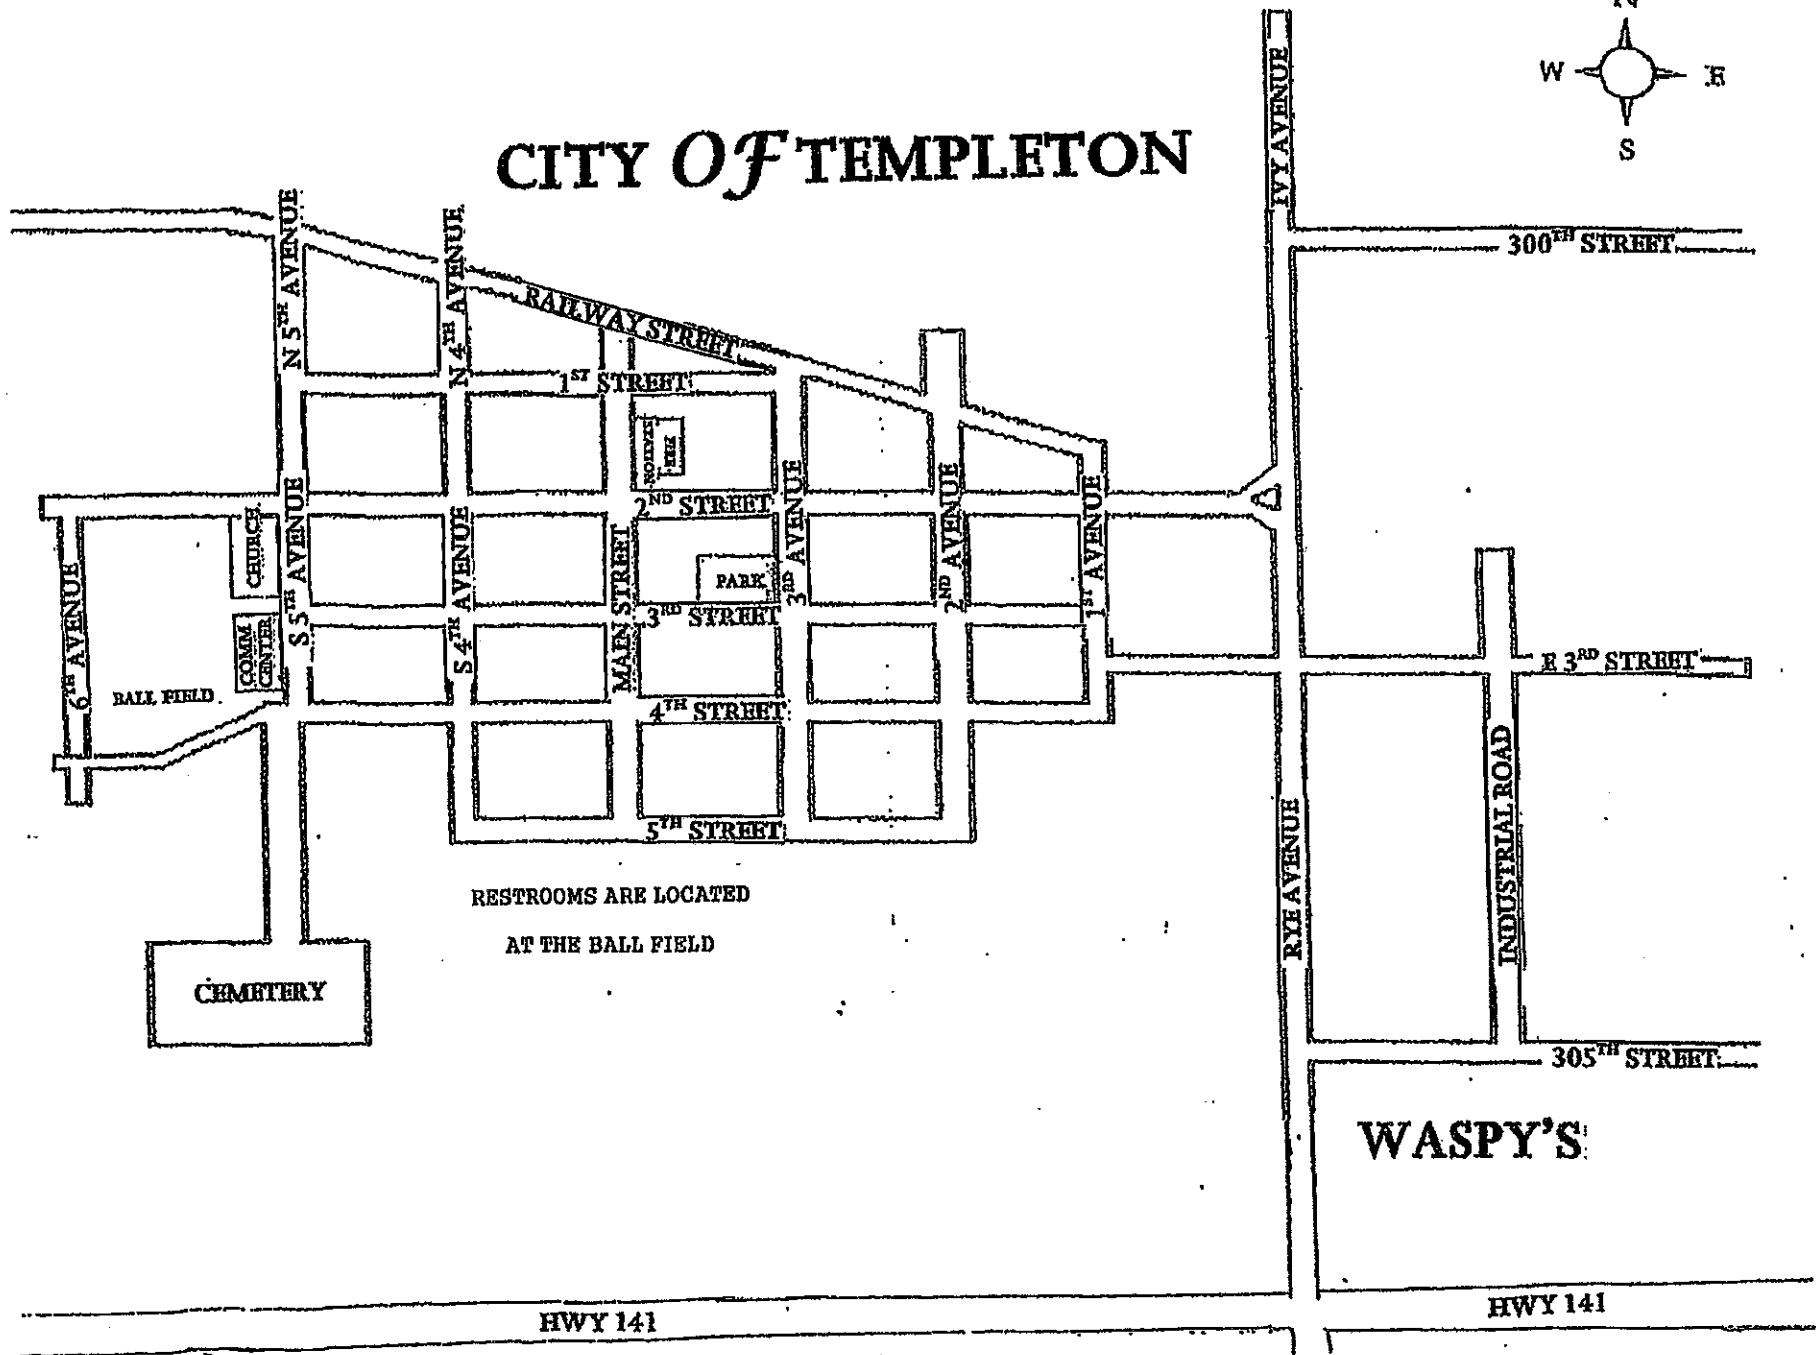 N
W
E
S
CITY OF TEMPLETON
IVY AVENUE
300TH STREET
N 5TH AVENUE
N 4TH AVENUE
RAILWAY STREET
1ST STREET
FIRE
STATION
2ND STREET
CHURCH
S 5TH AVENUE
S 4TH AVENUE
MAIN STREET
PARK
3RD AVENUE
2ND AVENUE
1ST AVENUE
3RD STREET
6TH AVENUE
COMM
CENTER
BALL FIELD
E 3RD STREET
4TH STREET
5TH STREET
RYE AVENUE
INDUSTRIAL ROAD
RESTROOMS ARE LOCATED
AT THE BALL FIELD
CEMETERY
305TH STREET
WASPY'S
HWY 141
HWY 141